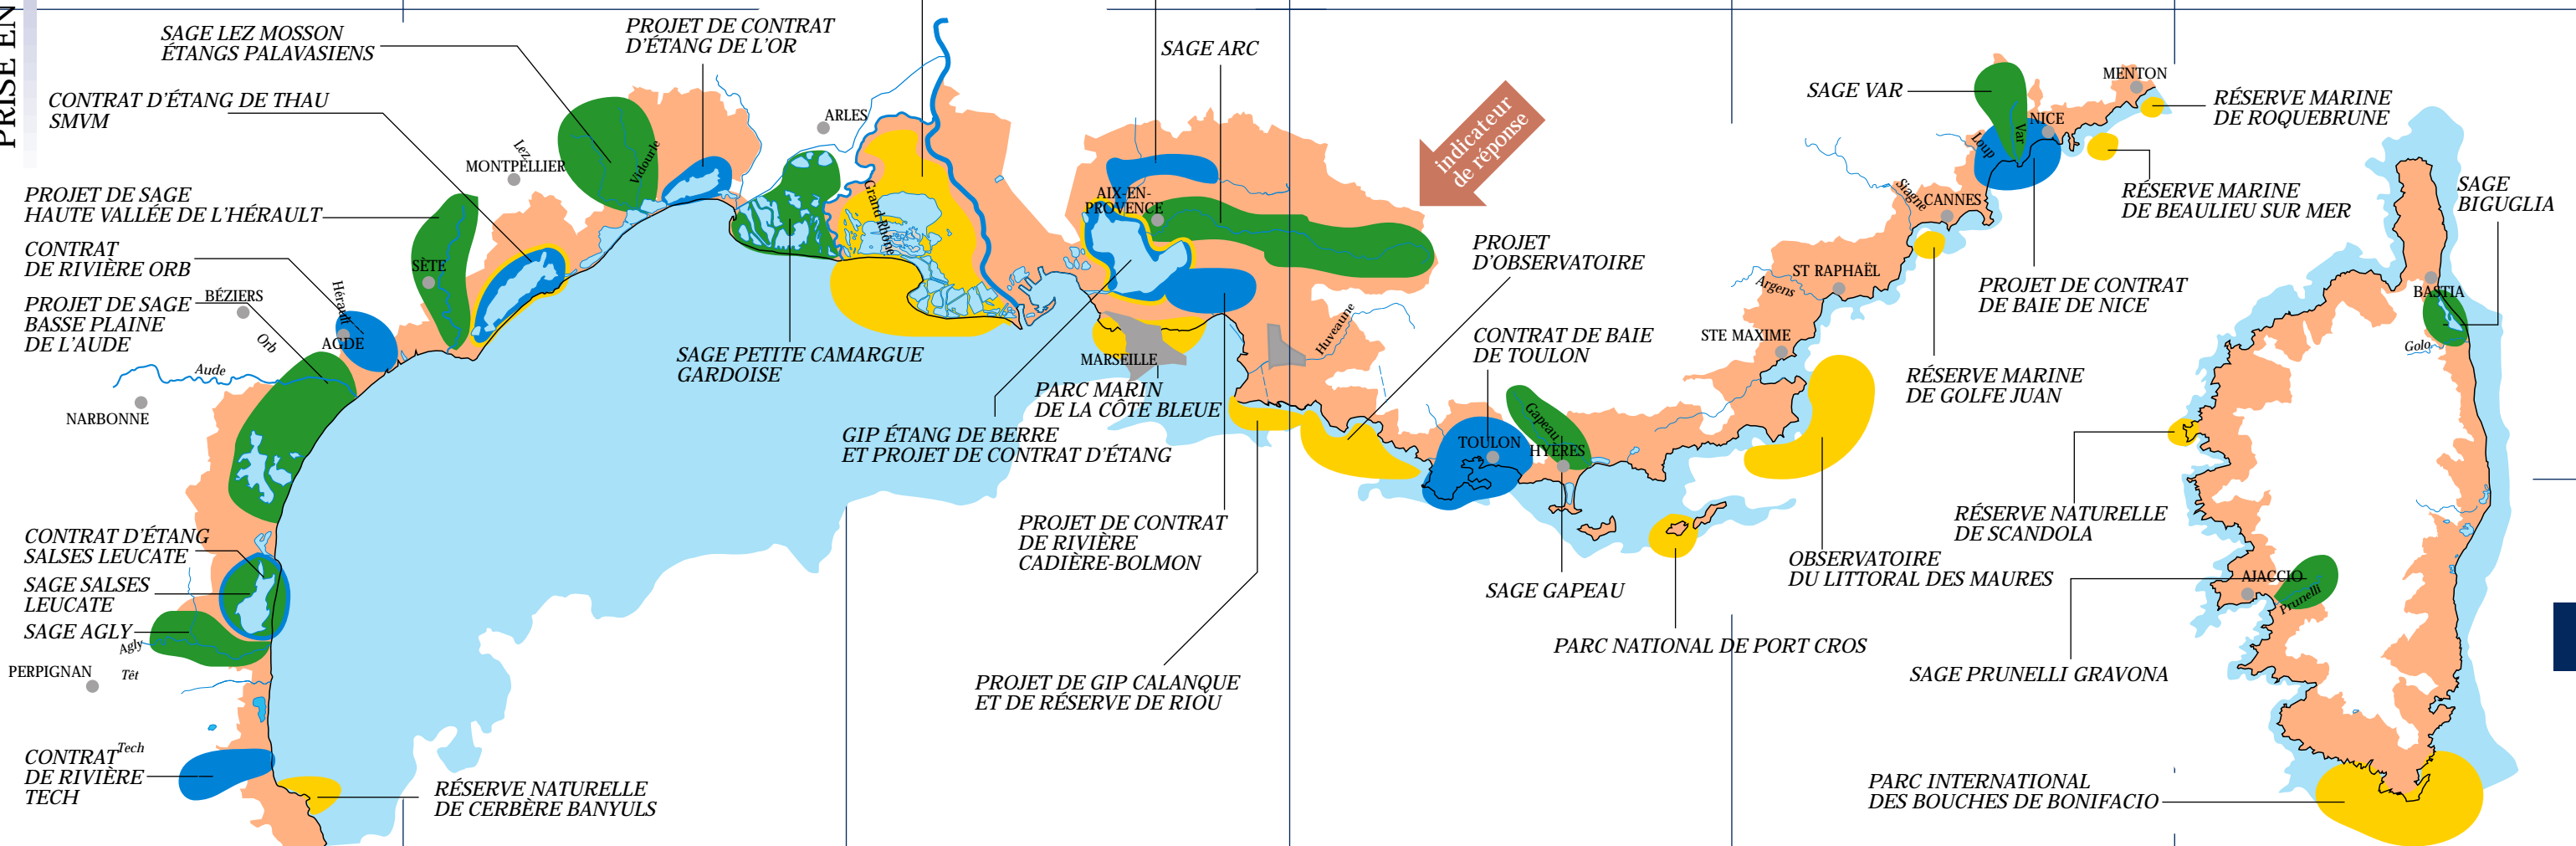 PRISE EN
SAGE LEZ MOSSON
ÉTANGS PALAVASIENS
PROJET DE CONTRAT
D'ÉTANG DE L'OR
CONTRAT D'ÉTANG DE THAU
SMVM
PROJET DE SAGE
HAUTE VALLÉE DE L'HÉRAULT
CONTRAT
DE RIVIÈRE ORB
PROJET DE SAGE
BASSE PLAINE
DE L'AUDE
BÉZIERS
Orb
Aude
NARBONNE
Hérault
AGDE
SÈTE
MONTPELLIER
Lez
Vidourle
ARLES
Grand Rhône
CONTRAT D'ÉTANG
SALSES LEUCATE
SAGE SALSES
LEUCATE
SAGE AGLY
Agly
PERPIGNAN
Têt
Tech
CONTRAT
DE RIVIÈRE
TECH
RÉSERVE NATURELLE
DE CERBÈRE BANYULS
SAGE PETITE CAMARGUE
GARDOISE
SAGE ARC
AIX-EN-
PROVENCE
MARSEILLE
PARC MARIN
DE LA CÔTE BLEUE
GIP ÉTANG DE BERRE
ET PROJET DE CONTRAT D'ÉTANG
PROJET DE CONTRAT
DE RIVIÈRE
CADIÈRE-BOLMON
PROJET DE GIP CALANQUE
ET DE RÉSERVE DE RIOU
Huveaune
indicateur
de réponse
PROJET
D'OBSERVATOIRE
CONTRAT DE BAIE
DE TOULON
TOULON
Gapeau
HYÈRES
SAGE GAPEAU
PARC NATIONAL DE PORT CROS
OBSERVATOIRE
DU LITTORAL DES MAURES
STE MAXIME
ST RAPHAËL
Argens
Siagne
CANNES
Loup
Var
NICE
MENTON
SAGE VAR
RÉSERVE MARINE
DE ROQUEBRUNE
RÉSERVE MARINE
DE BEAULIEU SUR MER
PROJET DE CONTRAT
DE BAIE DE NICE
RÉSERVE MARINE
DE GOLFE JUAN
SAGE
BIGUGLIA
BASTIA
Golo
RÉSERVE NATURELLE
DE SCANDOLA
AJACCIO
Prunelli
SAGE PRUNELLI GRAVONA
PARC INTERNATIONAL
DES BOUCHES DE BONIFACIO